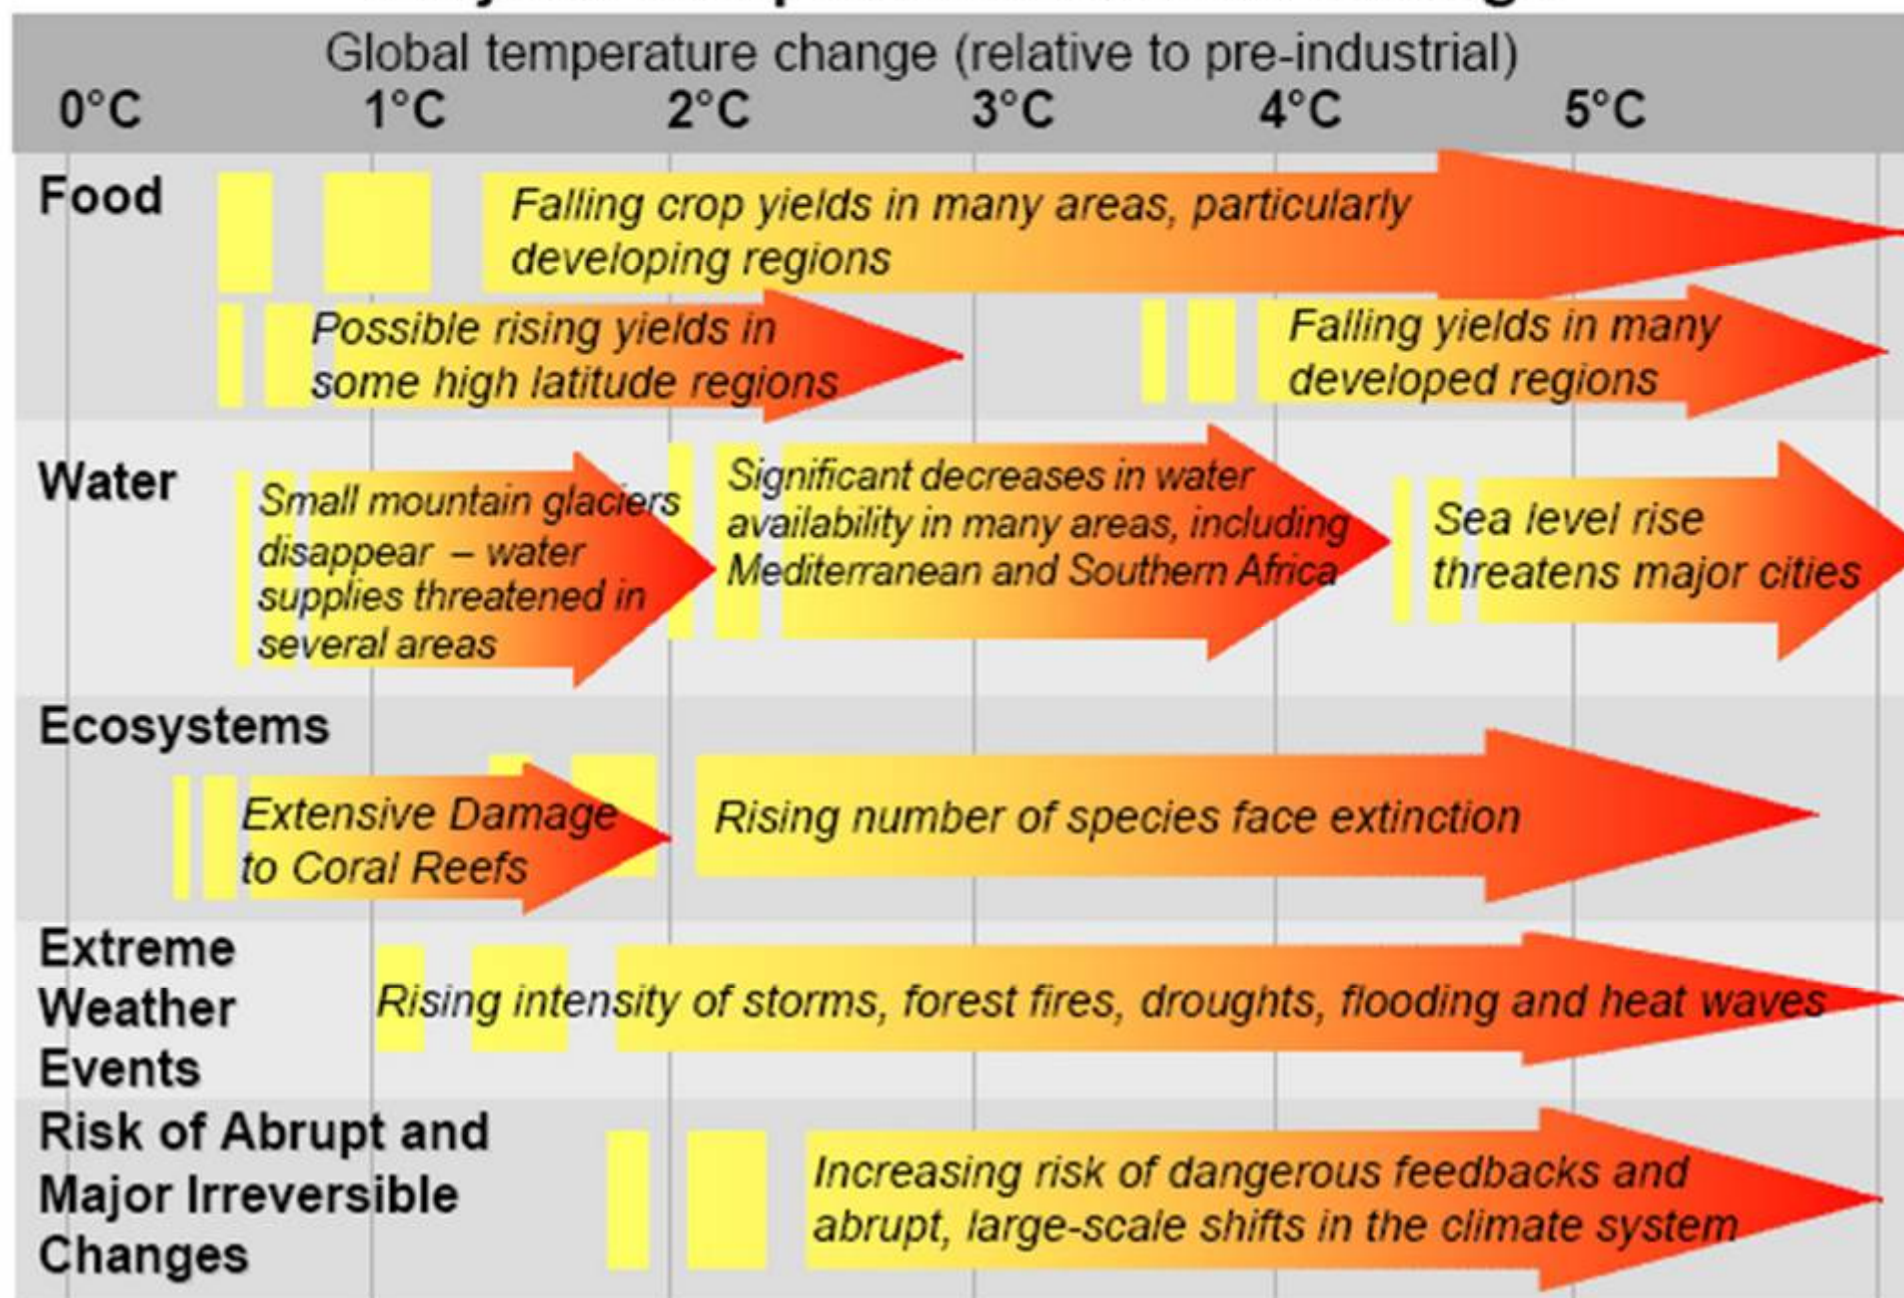 Global temperature change (relative to pre-industrial)
0°C 1°C 2°C 3°C 4°C 5°C
Food
Falling crop yields in many areas, particularly
developing regions
Possible rising yields in
some high latitude regions
Falling yields in many
developed regions
Water
Small mountain glaciers
disappear – water
supplies threatened in
several areas
Significant decreases in water
availability in many areas, including
Mediterranean and Southern Africa
Sea level rise
threatens major cities
Ecosystems
Extensive Damage
to Coral Reefs
Rising number of species face extinction
Extreme
Weather
Events
Rising intensity of storms, forest fires, droughts, flooding and heat waves
Risk of Abrupt and
Major Irreversible
Changes
Increasing risk of dangerous feedbacks and
abrupt, large-scale shifts in the climate system